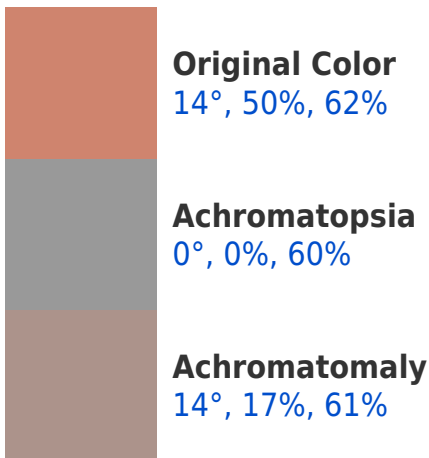 Original Color
14°, 50%, 62%
Achromatopsia
0°, 0%, 60%
Achromatomaly
14°, 17%, 61%